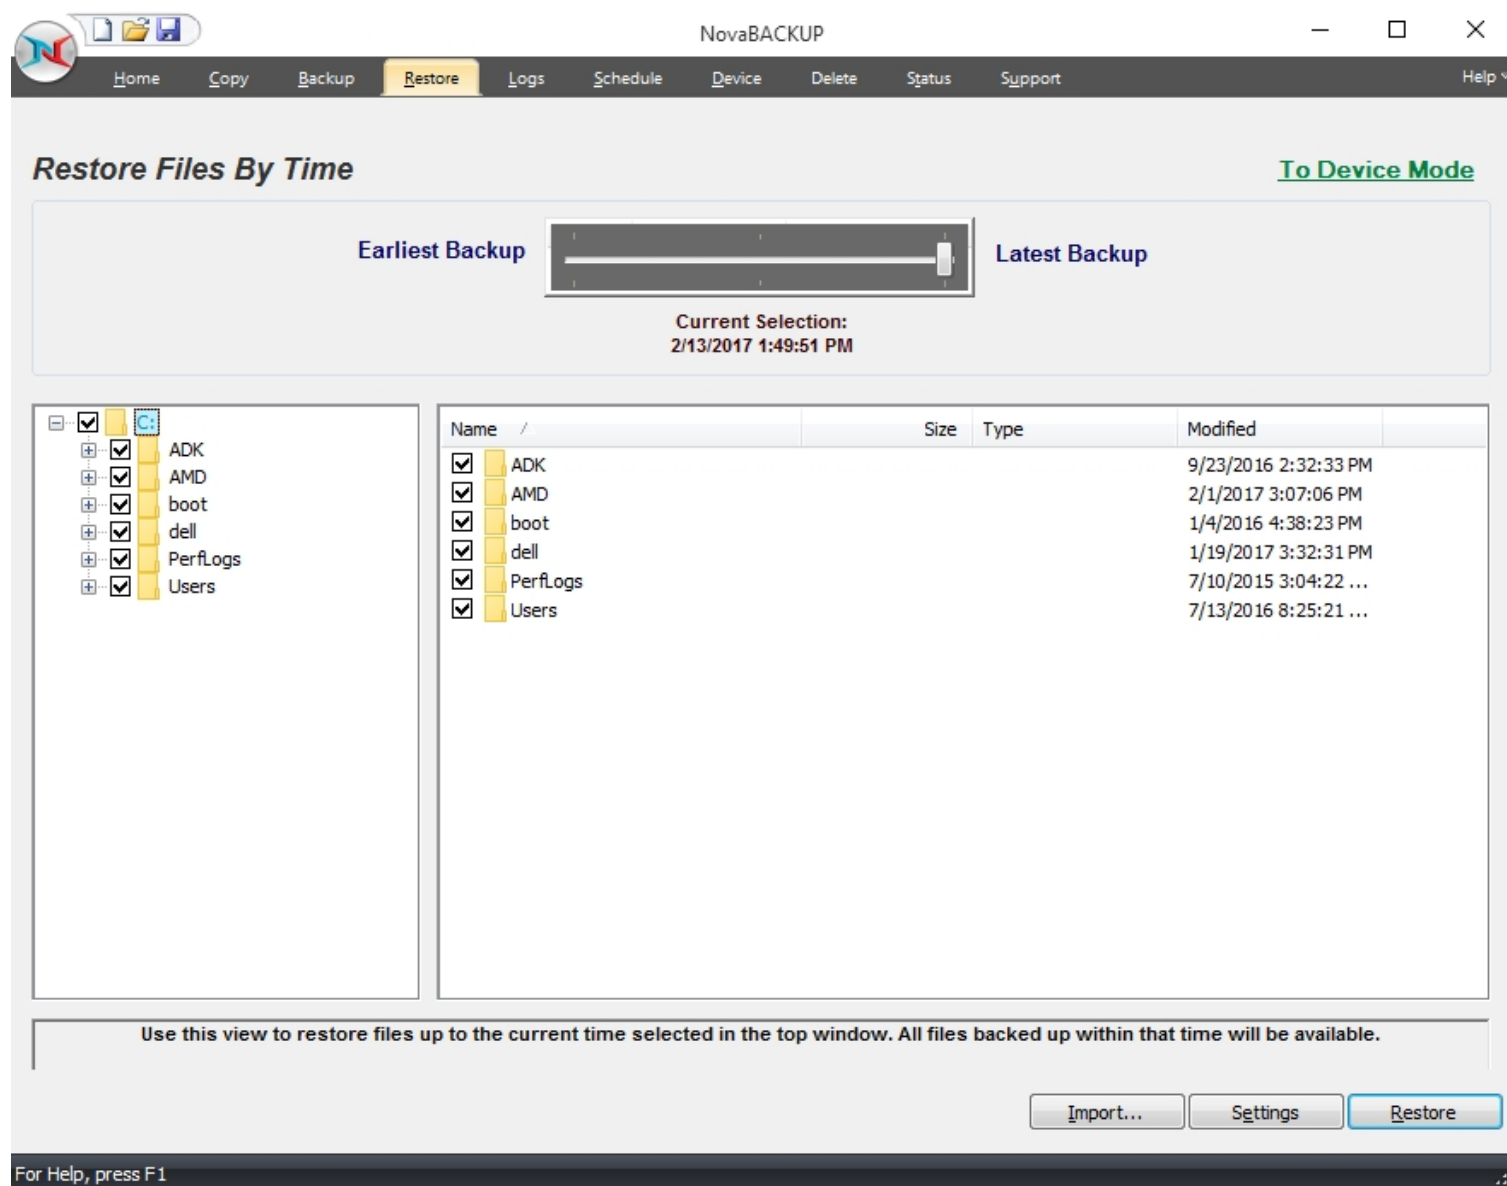 NovaBACKUP
Home Copy Backup Restore Logs Schedule Device Delete Status Support Help
Restore Files By Time
To Device Mode
Earliest Backup
Latest Backup
Current Selection:
2/13/2017 1:49:51 PM
C:
ADK
AMD
boot
dell
PerfLogs
Users
Name Size Type Modified
ADK 9/23/2016 2:32:33 PM
AMD 2/1/2017 3:07:06 PM
boot 1/4/2016 4:38:23 PM
dell 1/19/2017 3:32:31 PM
PerfLogs 7/10/2015 3:04:22 ...
Users 7/13/2016 8:25:21 ...
Use this view to restore files up to the current time selected in the top window. All files backed up within that time will be available.
Import... Settings Restore
For Help, press F1